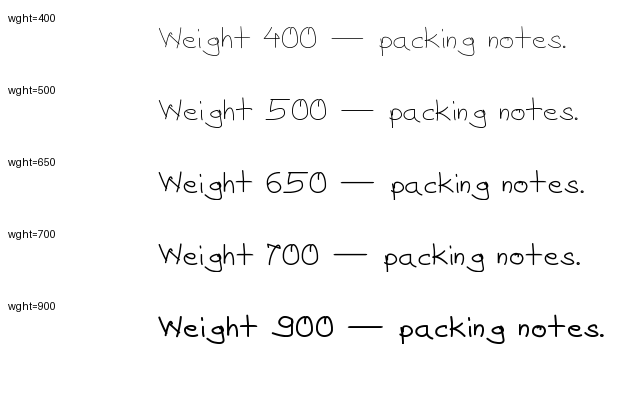 wght=400
Weight 400 — packing notes.
wght=500
Weight 500 — packing notes.
wght=650
Weight 650 — packing notes.
wght=700
Weight 700 — packing notes.
wght=900
Weight 900 — packing notes.